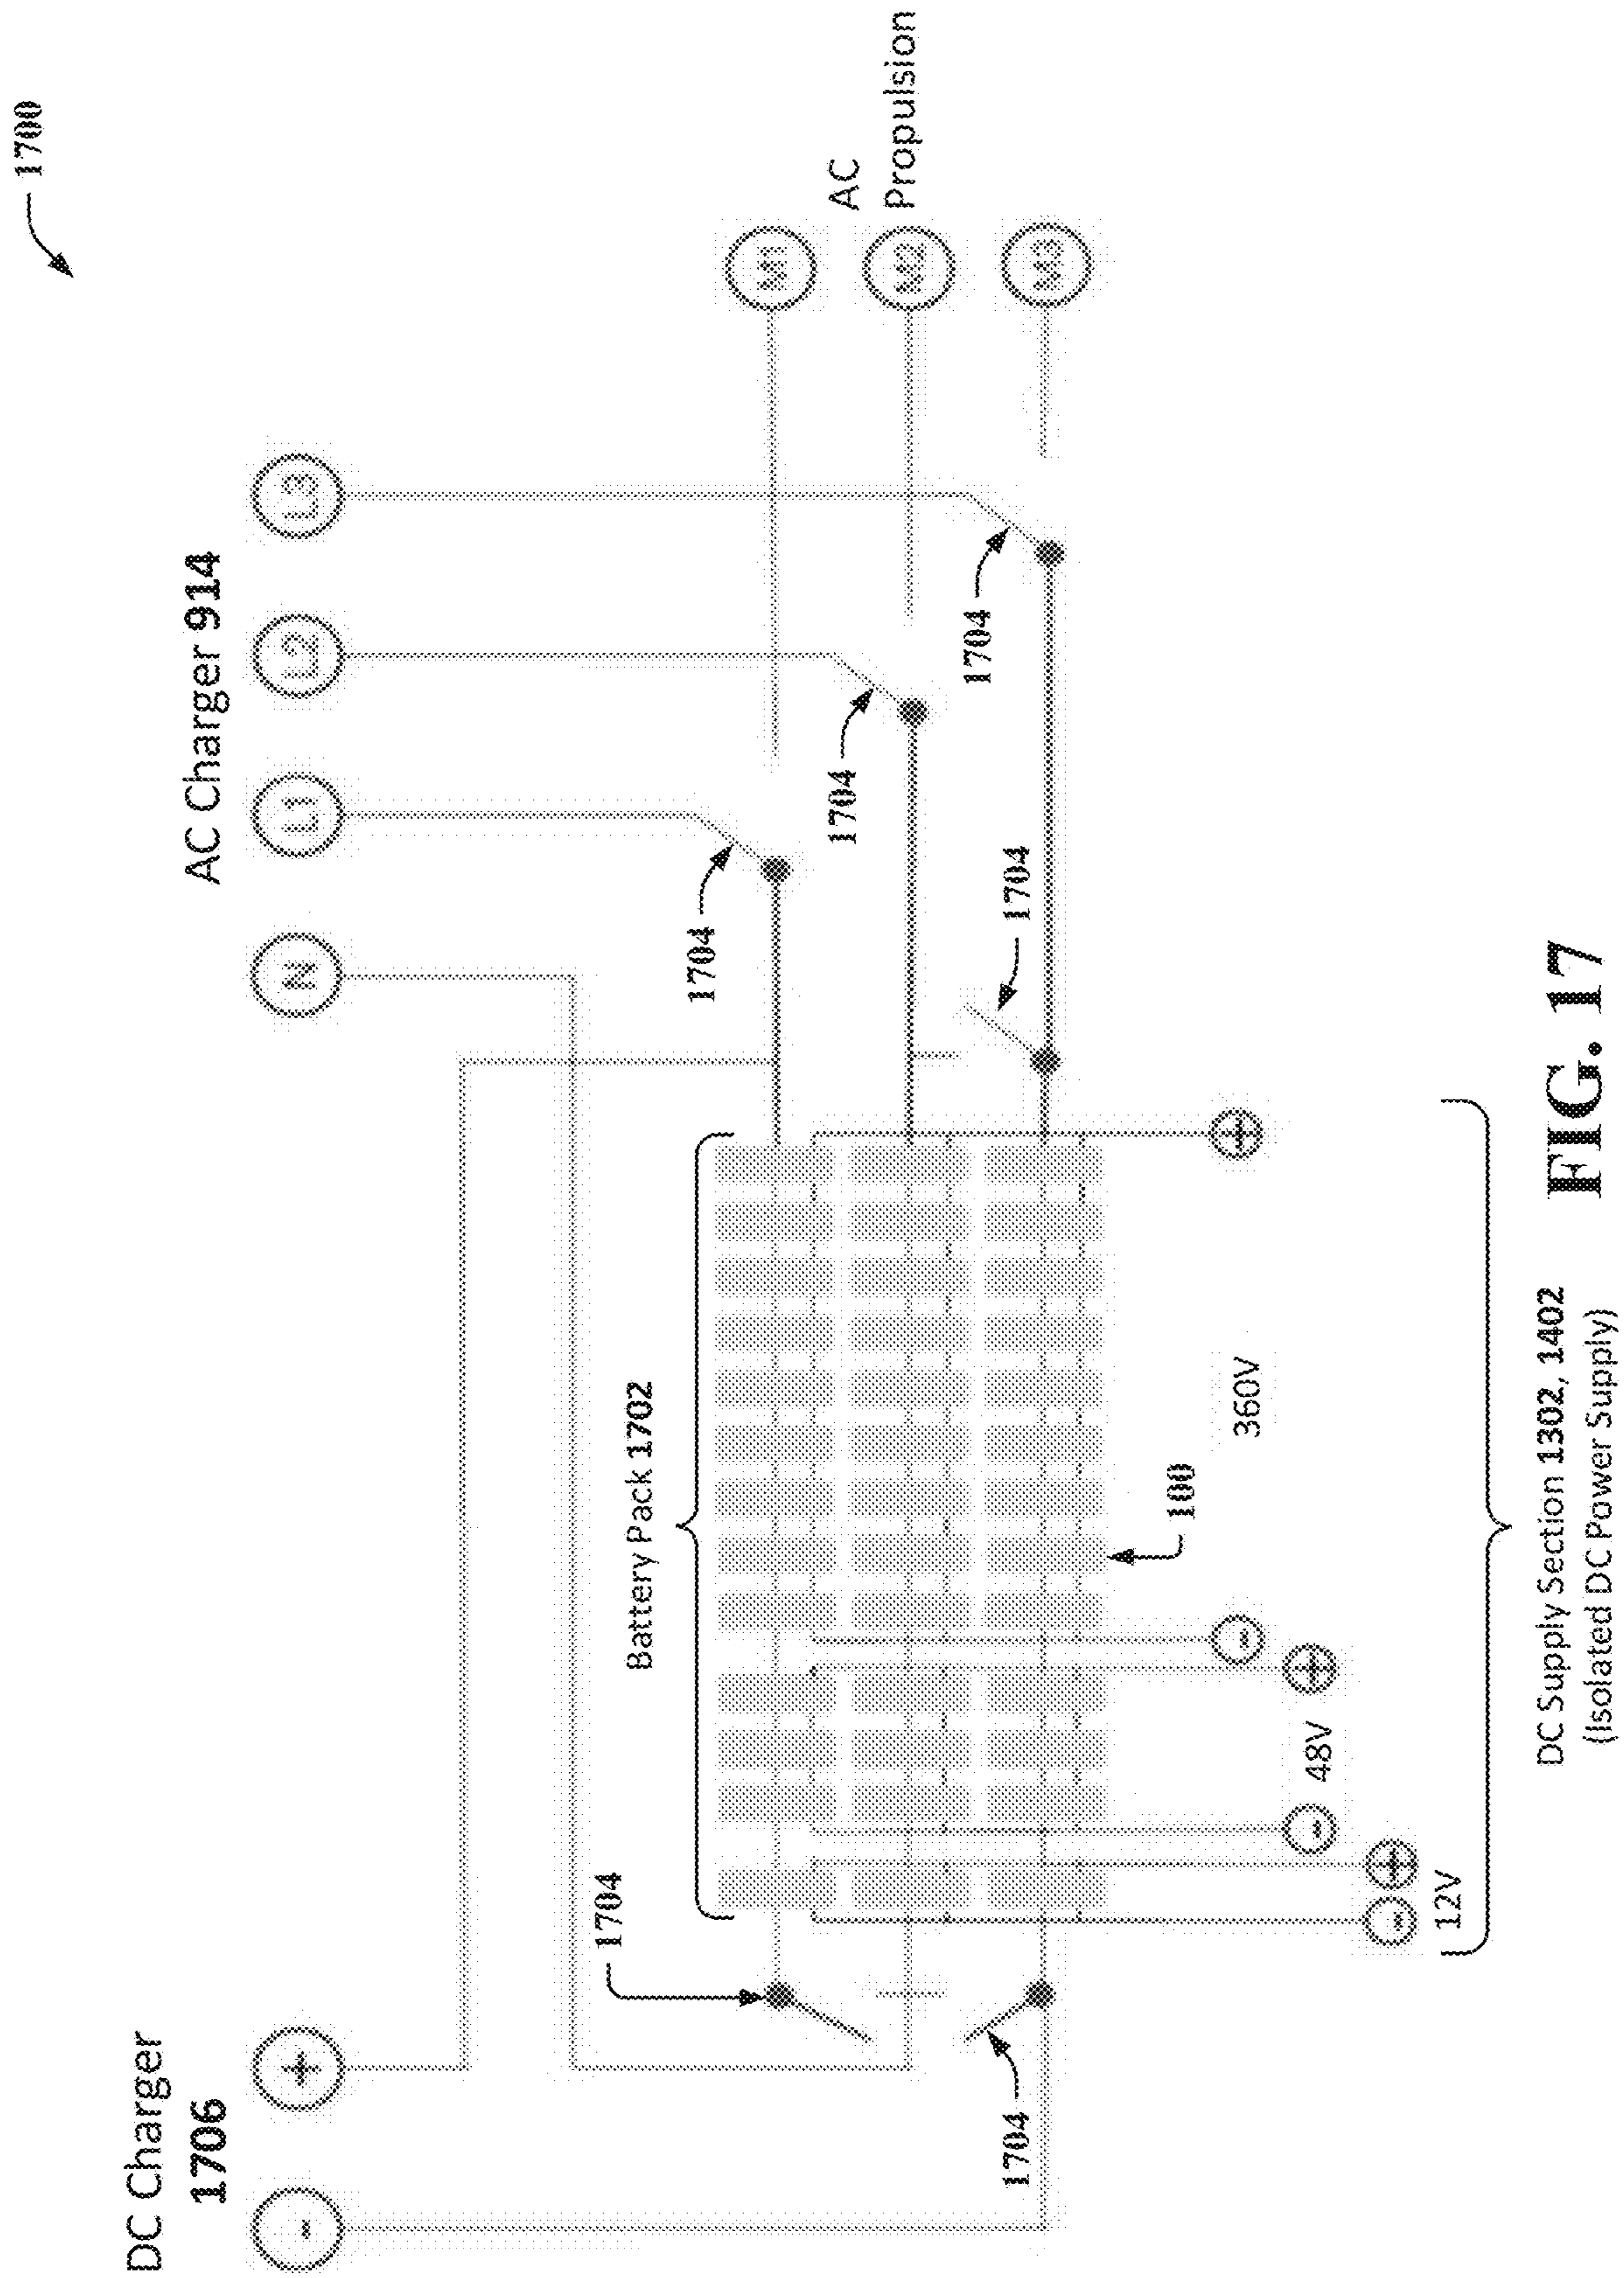 1700
DC Charger
1706
-
+
AC Charger 914
N
L1
L2
L3
M1
M2
M3
AC
Propulsion
1704
1704
1704
1704
1704
1704
Battery Pack 1702
100
-
+
12V
-
+
48V
-
+
360V
DC Supply Section 1302, 1402
(Isolated DC Power Supply)
FIG. 17